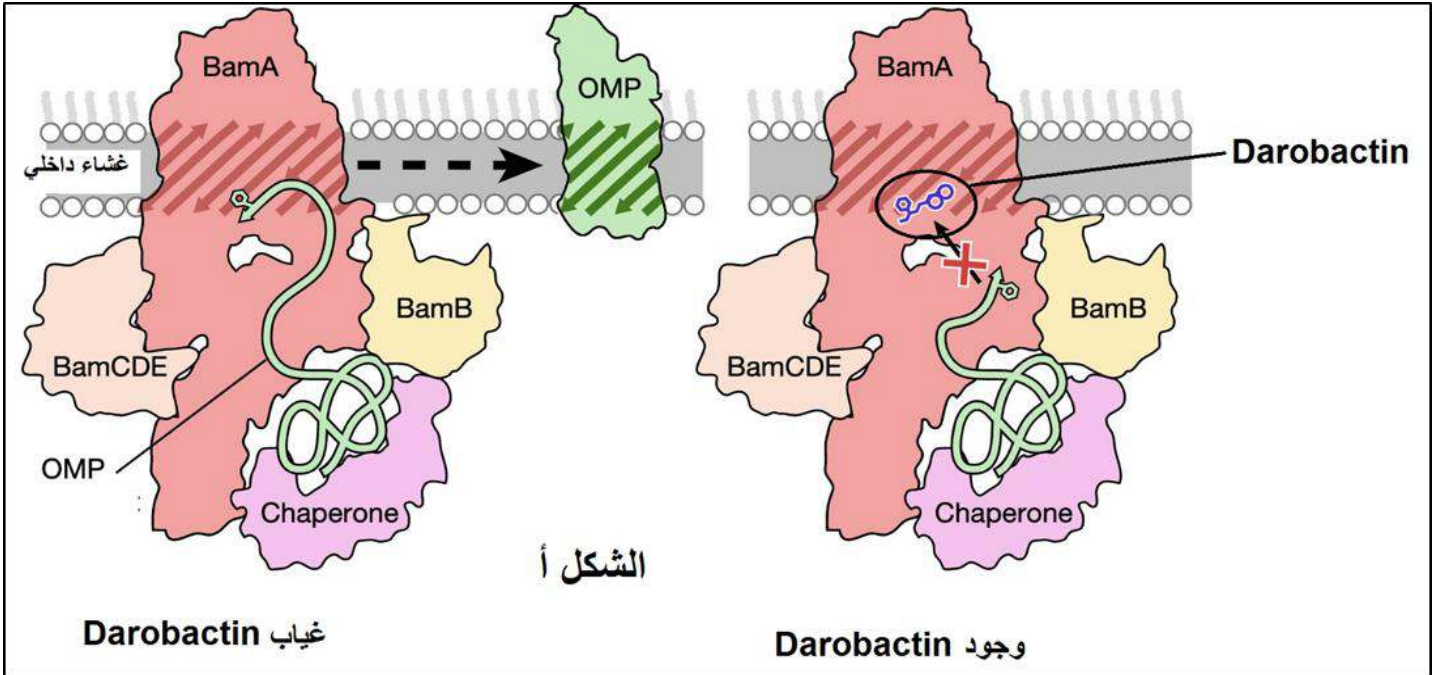 BamA
OMP
BamA
Darobactin
غشاء داخلي
BamB
BamB
BamCDE
BamCDE
OMP
Chaperone
Chaperone
الشكل أ
غياب Darobactin
وجود Darobactin